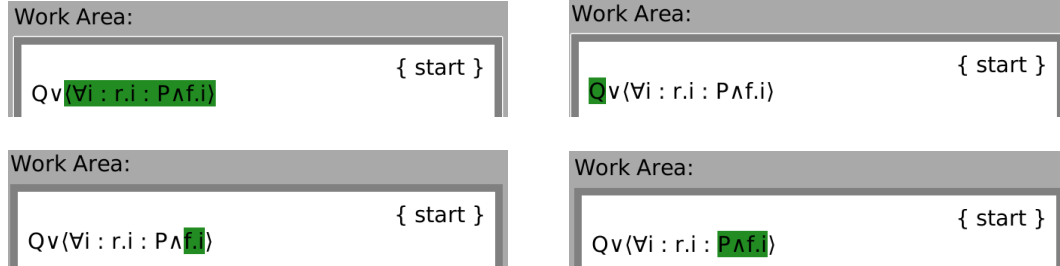 Work Area:
{ start }
Q∨⟨∀i : r.i : P∧f.i⟩
Work Area:
{ start }
Q∨⟨∀i : r.i : P∧f.i⟩
Work Area:
{ start }
Q∨⟨∀i : r.i : P∧f.i⟩
Work Area:
{ start }
Q∨⟨∀i : r.i : P∧f.i⟩